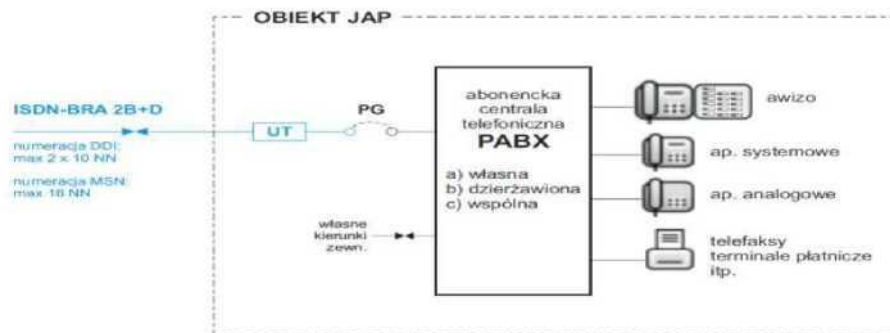 OBIEKT JAP
ISDN-BRA 2B+D
numeracja DDI:
max 2 x 10 NN
numeracja MSN:
max 18 NN
UT
PG
abonencka
centrala
telefoniczna
PABX
a) własna
b) dzierżawiona
c) wspólna
własne
kierunki
zewn.
awizo
ap. systemowe
ap. analogowe
telefaksy
terminale płatnicze
itp.